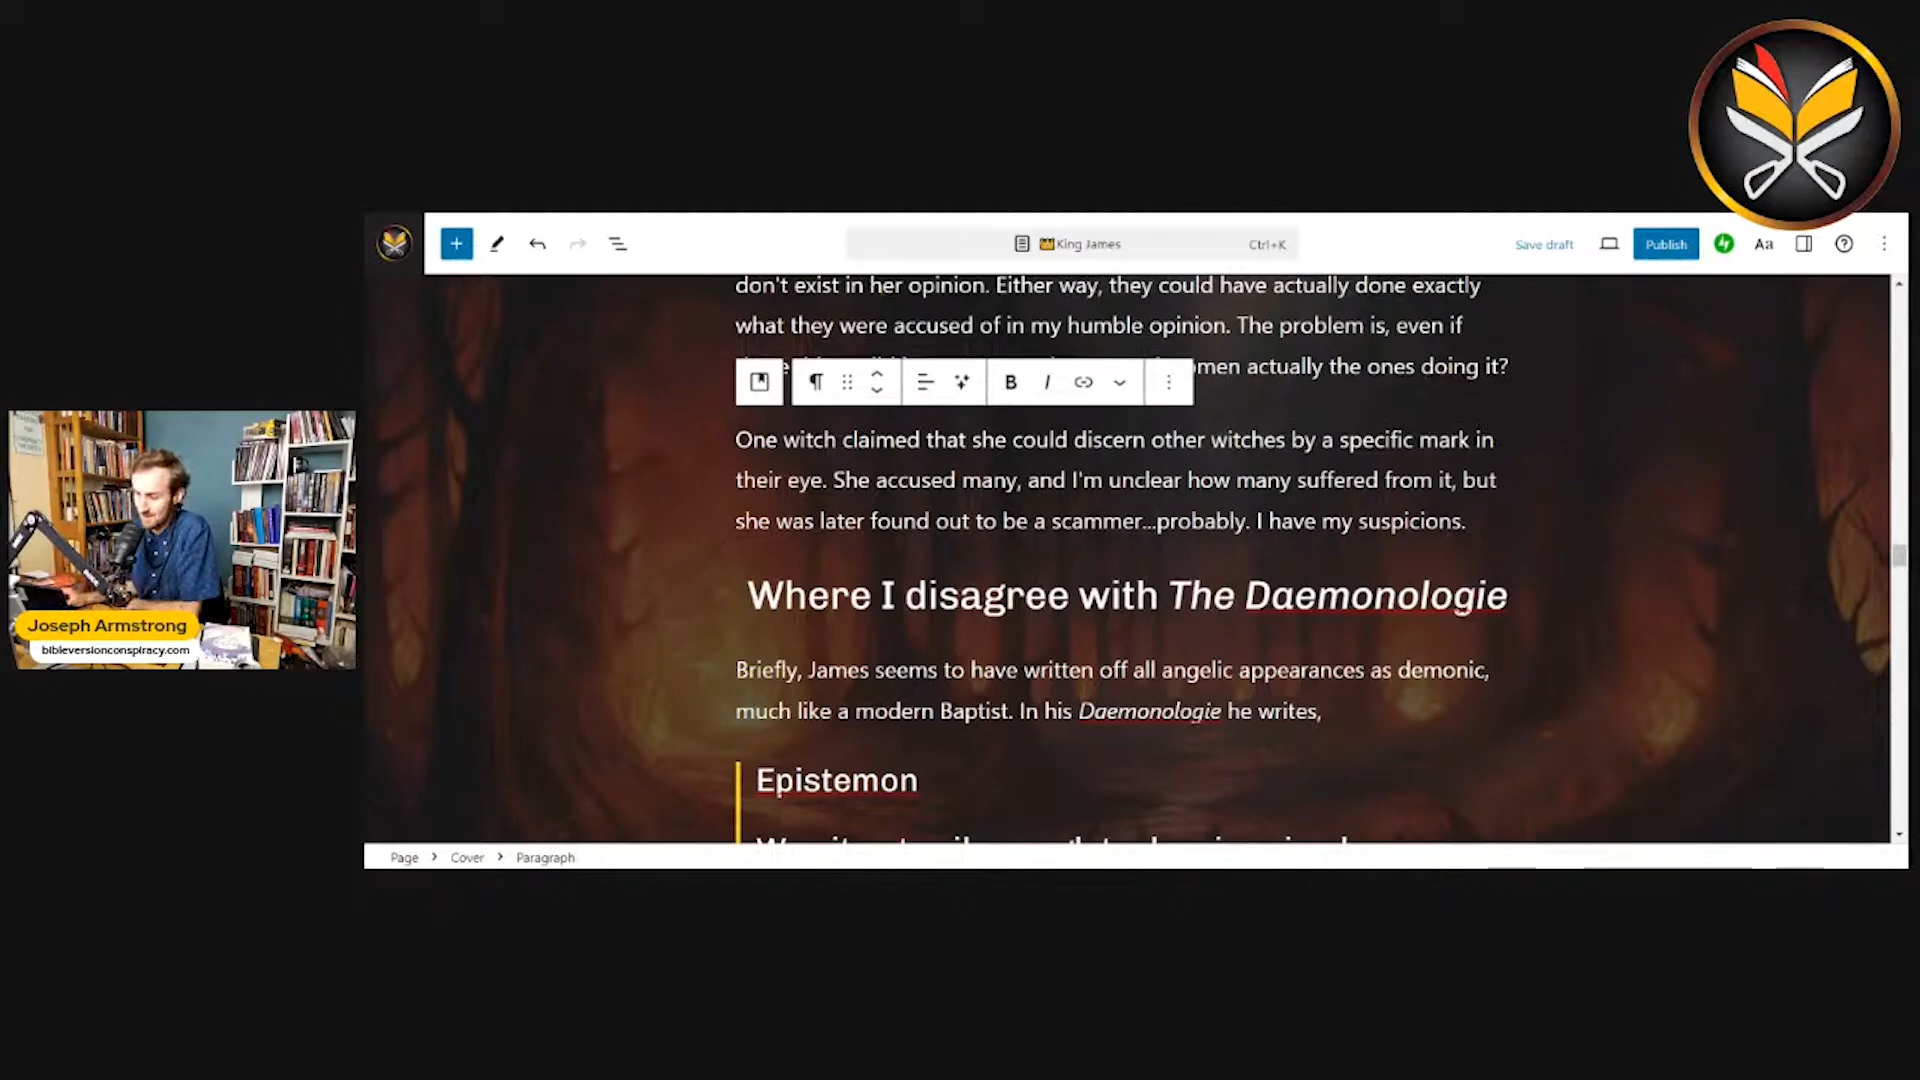 King James
Ctrl+K
Save draft
Publish
Aa
don't exist in her opinion. Either way, they could have actually done exactly
what they were accused of in my humble opinion. The problem is, even if
omen actually the ones doing it?
B I
One witch claimed that she could discern other witches by a specific mark in
their eye. She accused many, and I'm unclear how many suffered from it, but
she was later found out to be a scammer...probably. I have my suspicions.
Where I disagree with The Daemonologie
Briefly, James seems to have written off all angelic appearances as demonic,
much like a modern Baptist. In his Daemonologie he writes,
Epistemon
Page > Cover > Paragraph
Joseph Armstrong
bibleversionconspiracy.com